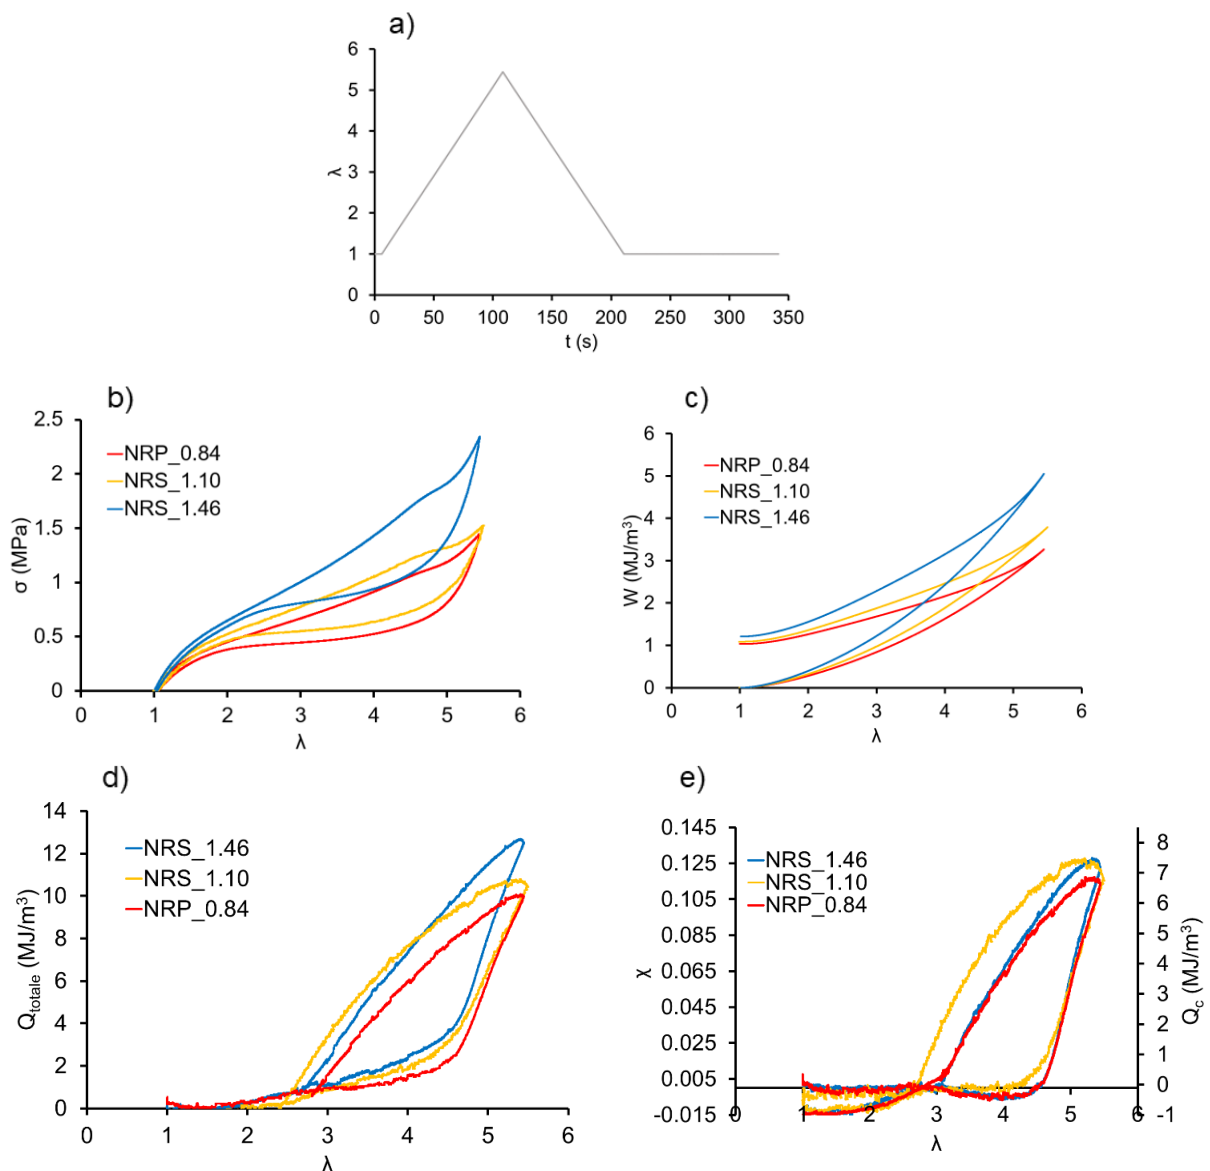 a)
6
5
4
3
2
1
0
λ
0 50 100 150 200 250 300 350
t (s)
b)
2.5
2
1.5
1
0.5
0
σ (MPa)
NRP_0.84
NRS_1.10
NRS_1.46
0 1 2 3 4 5 6
λ
c)
6
5
4
3
2
1
0
W (MJ/m³)
NRP_0.84
NRS_1.10
NRS_1.46
0 1 2 3 4 5 6
λ
d)
14
12
10
8
6
4
2
0
Q_totale (MJ/m³)
NRS_1.46
NRS_1.10
NRP_0.84
0 1 2 3 4 5 6
λ
e)
0.145
0.125
0.105
0.085
0.065
0.045
0.025
0.005
-0.015
χ
NRS_1.46
NRS_1.10
NRP_0.84
8
7
6
5
4
3
2
1
0
-1
Q_c (MJ/m³)
0 1 2 3 4 5 6
λ